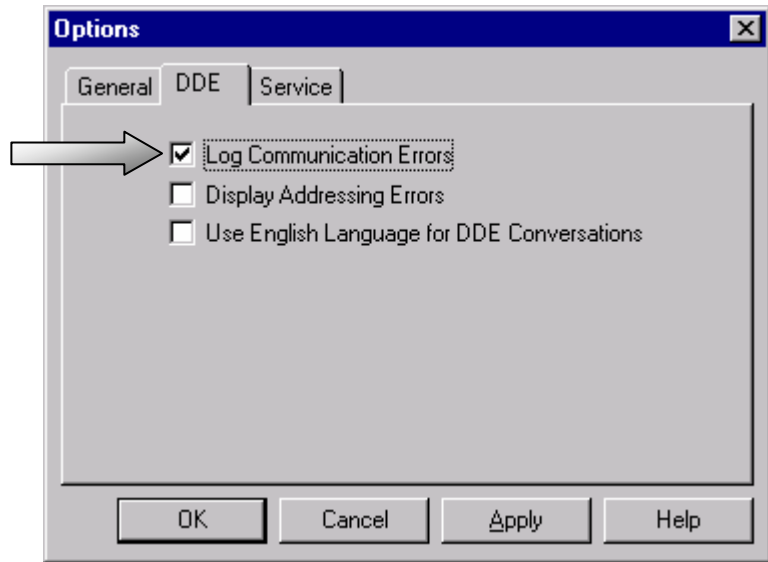 Options
General DDE Service
Log Communication Errors
Display Addressing Errors
Use English Language for DDE Conversations
OK Cancel Apply Help